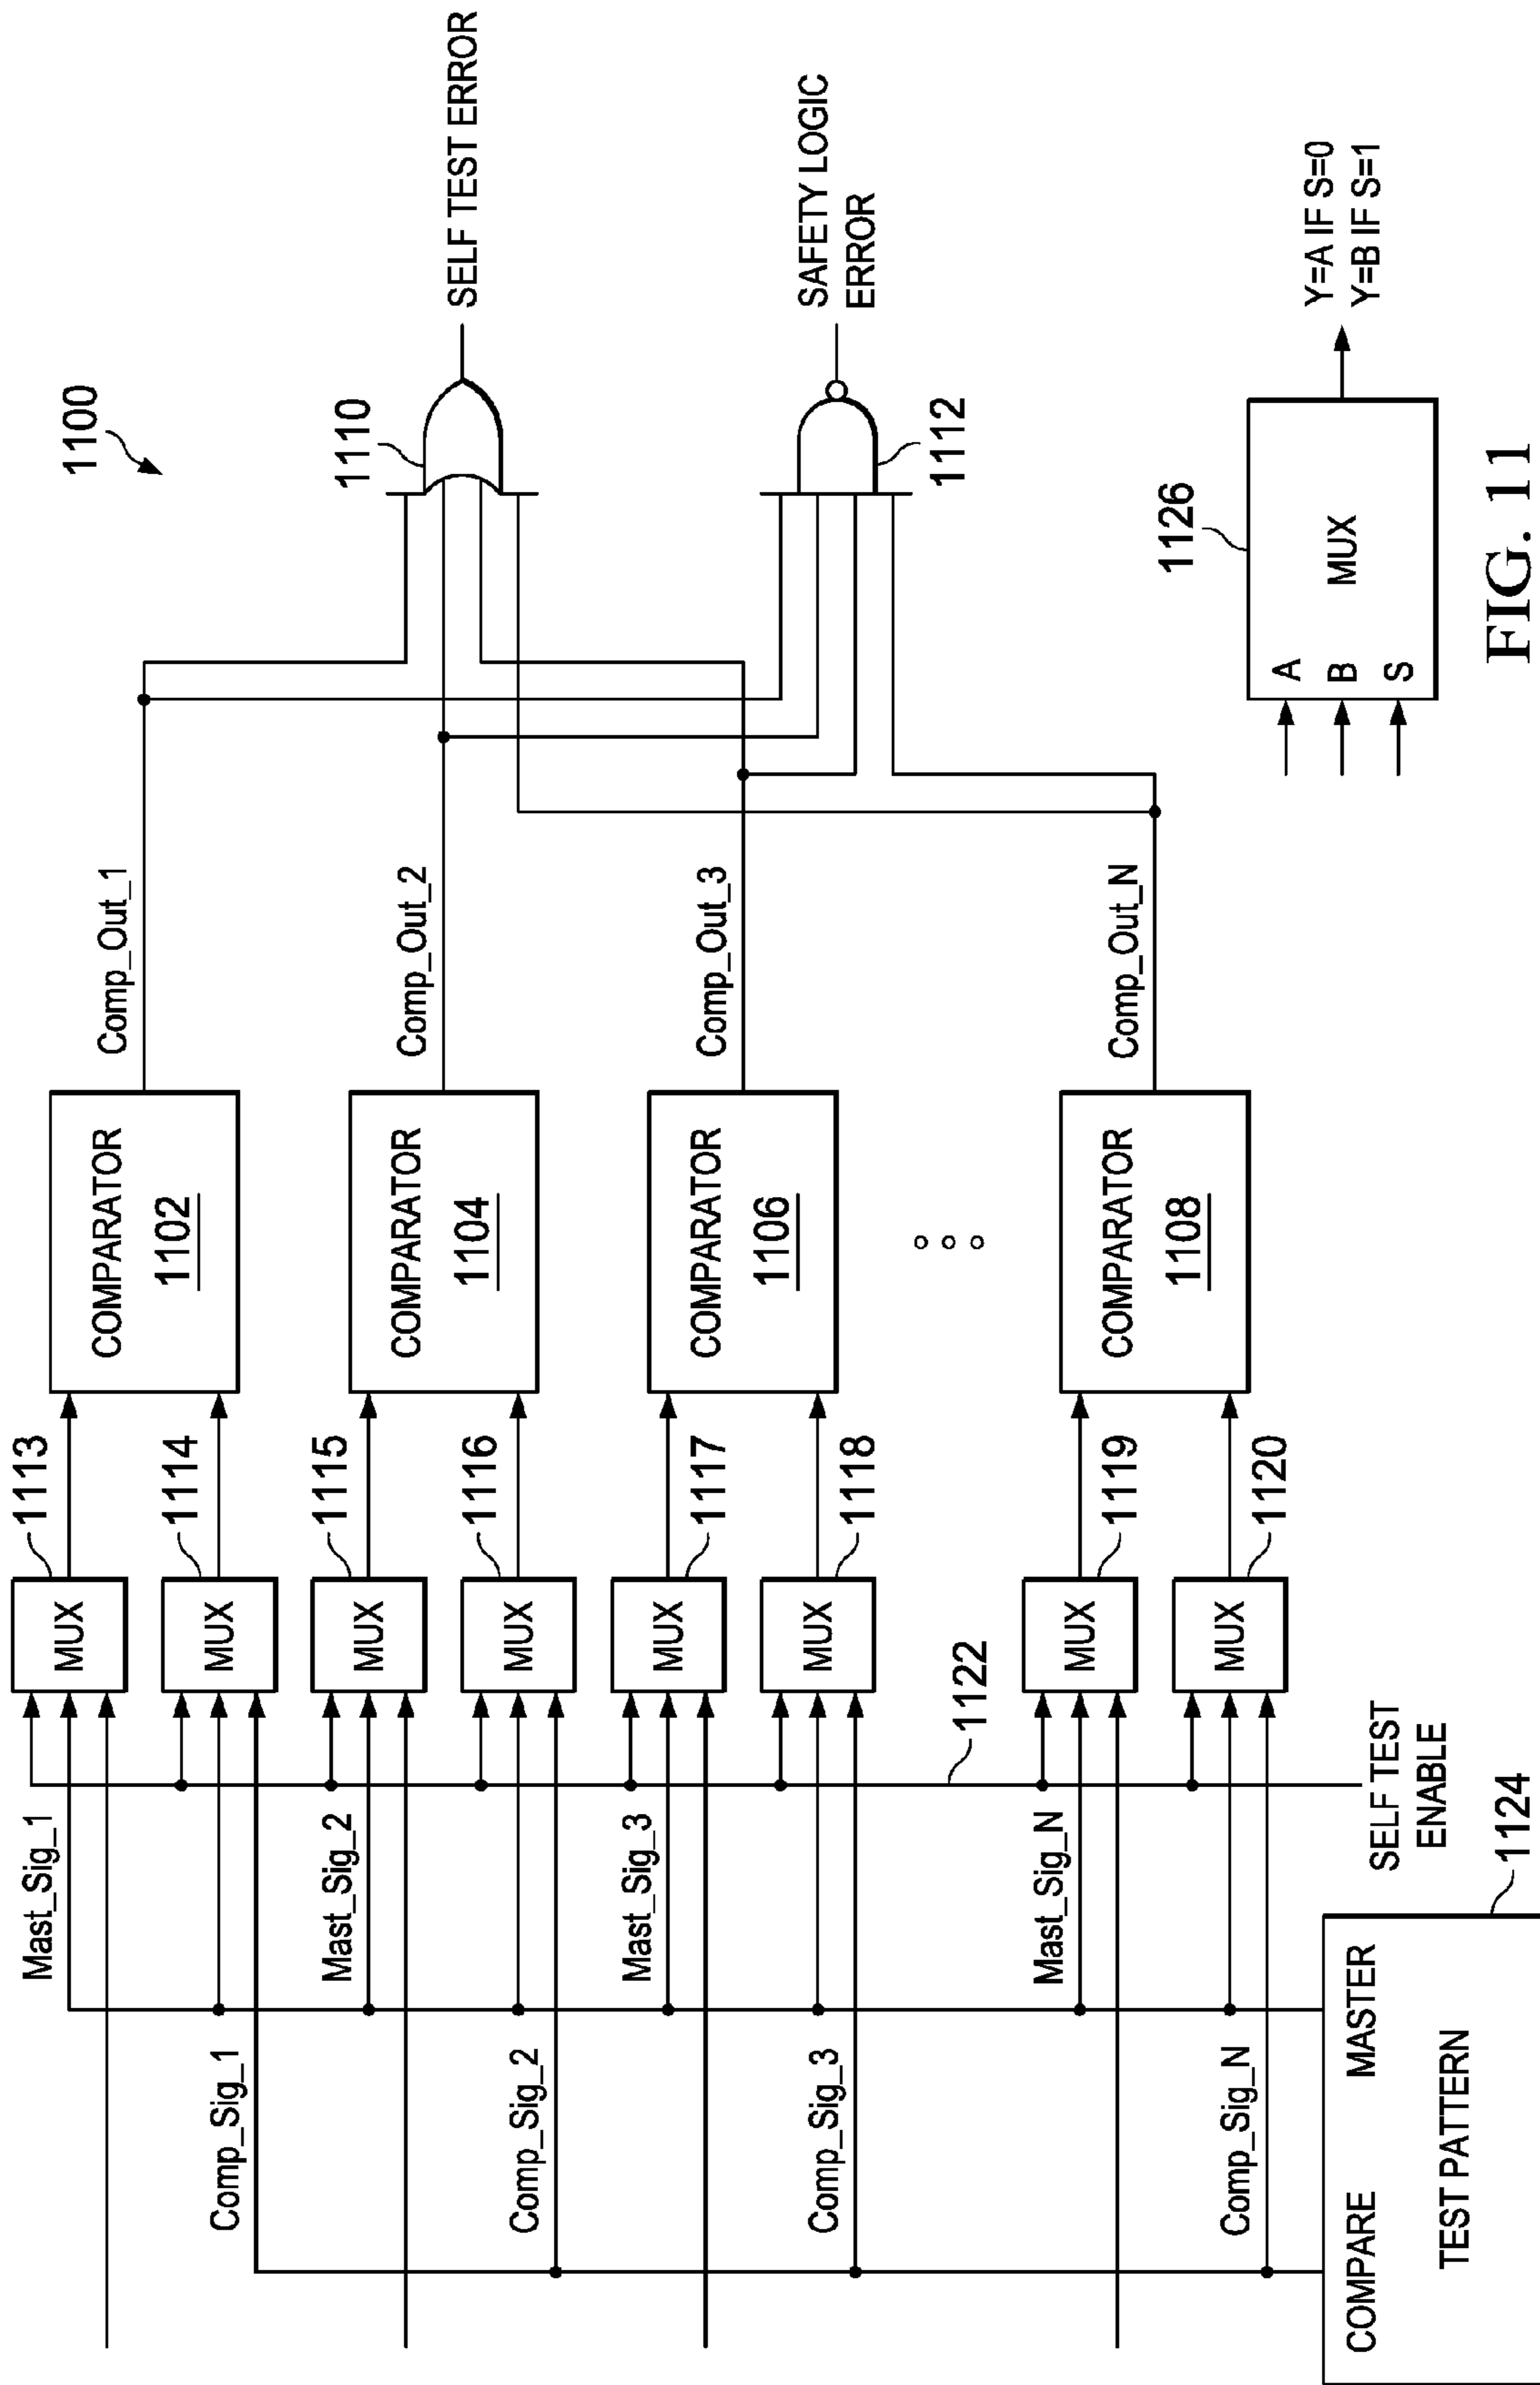 1100
Mast_Sig_1
1113
MUX
COMPARATOR
1102
Comp_Out_1
Comp_Sig_1
1114
MUX
Mast_Sig_2
1115
MUX
COMPARATOR
1104
Comp_Out_2
1110
SELF TEST ERROR
Comp_Sig_2
1116
MUX
Mast_Sig_3
1117
MUX
COMPARATOR
1106
Comp_Out_3
Comp_Sig_3
1118
MUX
1112
SAFETY LOGIC
ERROR
1122
Mast_Sig_N
1119
MUX
COMPARATOR
1108
Comp_Out_N
Comp_Sig_N
1120
MUX
SELF TEST
ENABLE
COMPARE
MASTER
TEST PATTERN
1124
1126
A
B
S
MUX
Y=A IF S=0
Y=B IF S=1
FIG. 11